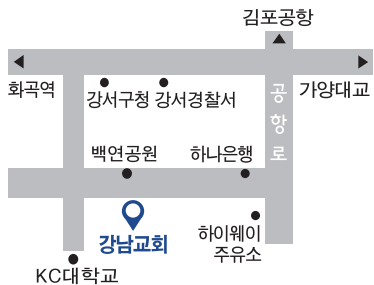 김포공항
화곡역
강서구청 강서경찰서
가양대교
공항로
백연공원
하나은행
강남교회
하이웨이
주유소
KC대학교